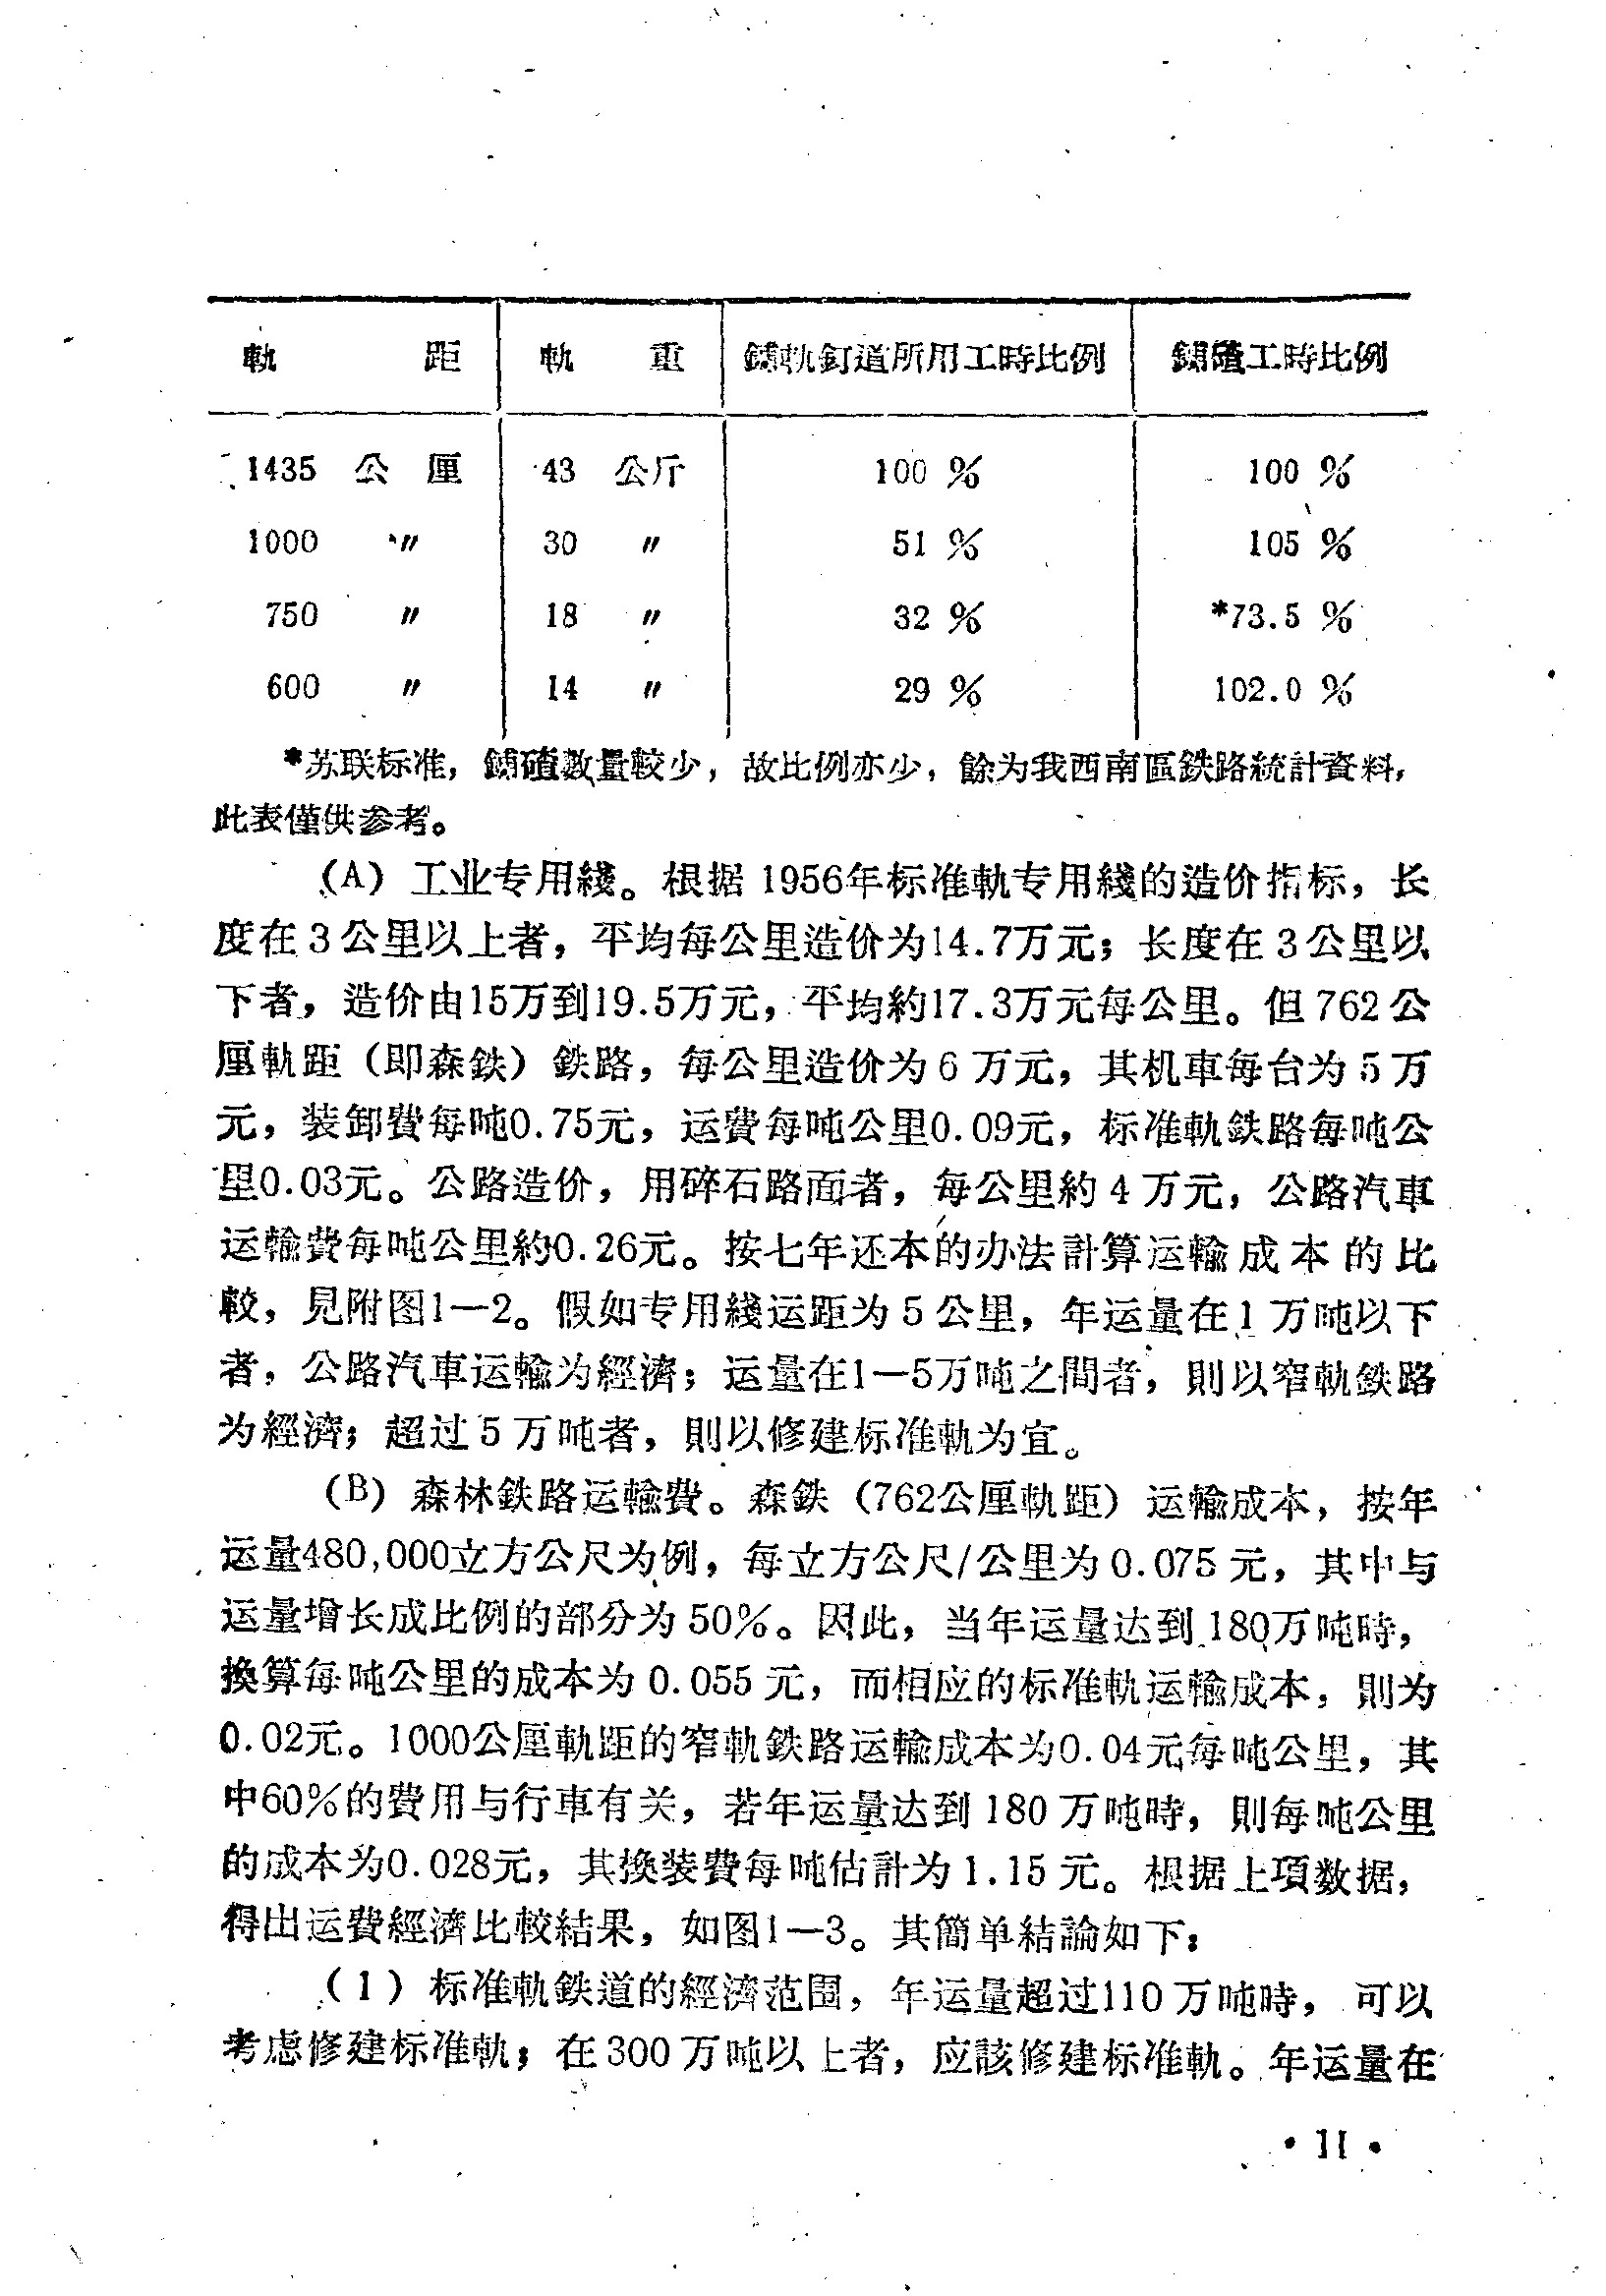 軌 距 軌 重 鋪軌釘道所用工時比例 鋪碴工時比例
1435 公 厘 43 公斤 100 % 100 %
1000 〃 30 〃 51 % 105 %
750 〃 18 〃 32 % *73.5 %
600 〃 14 〃 29 % 102.0 %
*苏联标准，鋪碴数量較少，故比例亦少，餘为我西南區鉄路統計資料，
此表僅供参考。
(A) 工业专用綫。根据 1956年标准軌专用綫的造价指标，长
度在3公里以上者，平均每公里造价为14.7万元；长度在3公里以
下者，造价由15万到19.5万元，平均約17.3万元每公里。但762公
厘軌距（即森鉄）鉄路，每公里造价为6万元，其机車每台为5万
元，装卸費每吨0.75元，运費每吨公里0.09元，标准軌鉄路每吨公
里0.03元。公路造价，用碎石路面者，每公里約4万元，公路汽車
运輸費每吨公里約0.26元。按七年还本的办法計算运輸成本的比
較，見附图1—2。假如专用綫运距为5公里，年运量在1万吨以下
者，公路汽車运輸为經濟；运量在1—5万吨之間者，則以窄軌鉄路
为經濟；超过5万吨者，則以修建标准軌为宜。
(B) 森林鉄路运輸費。森鉄（762公厘軌距）运輸成本，按年
运量480,000立方公尺为例，每立方公尺/公里为0.075元，其中与
运量增长成比例的部分为50%。因此，当年运量达到180万吨時，
換算每吨公里的成本为0.055元，而相应的标准軌运輸成本，則为
0.02元。1000公厘軌距的窄軌鉄路运輸成本为0.04元每吨公里，其
中60%的費用与行車有关，若年运量达到180万吨時，則每吨公里
的成本为0.028元，其換装費每吨估計为1.15元。根据上項数据，
得出运費經濟比較結果，如图1—3。其簡单結論如下：
（1）标准軌鉄道的經濟范围，年运量超过110万吨時，可以
考虑修建标准軌；在300万吨以上者，应該修建标准軌。年运量在
• 11 •